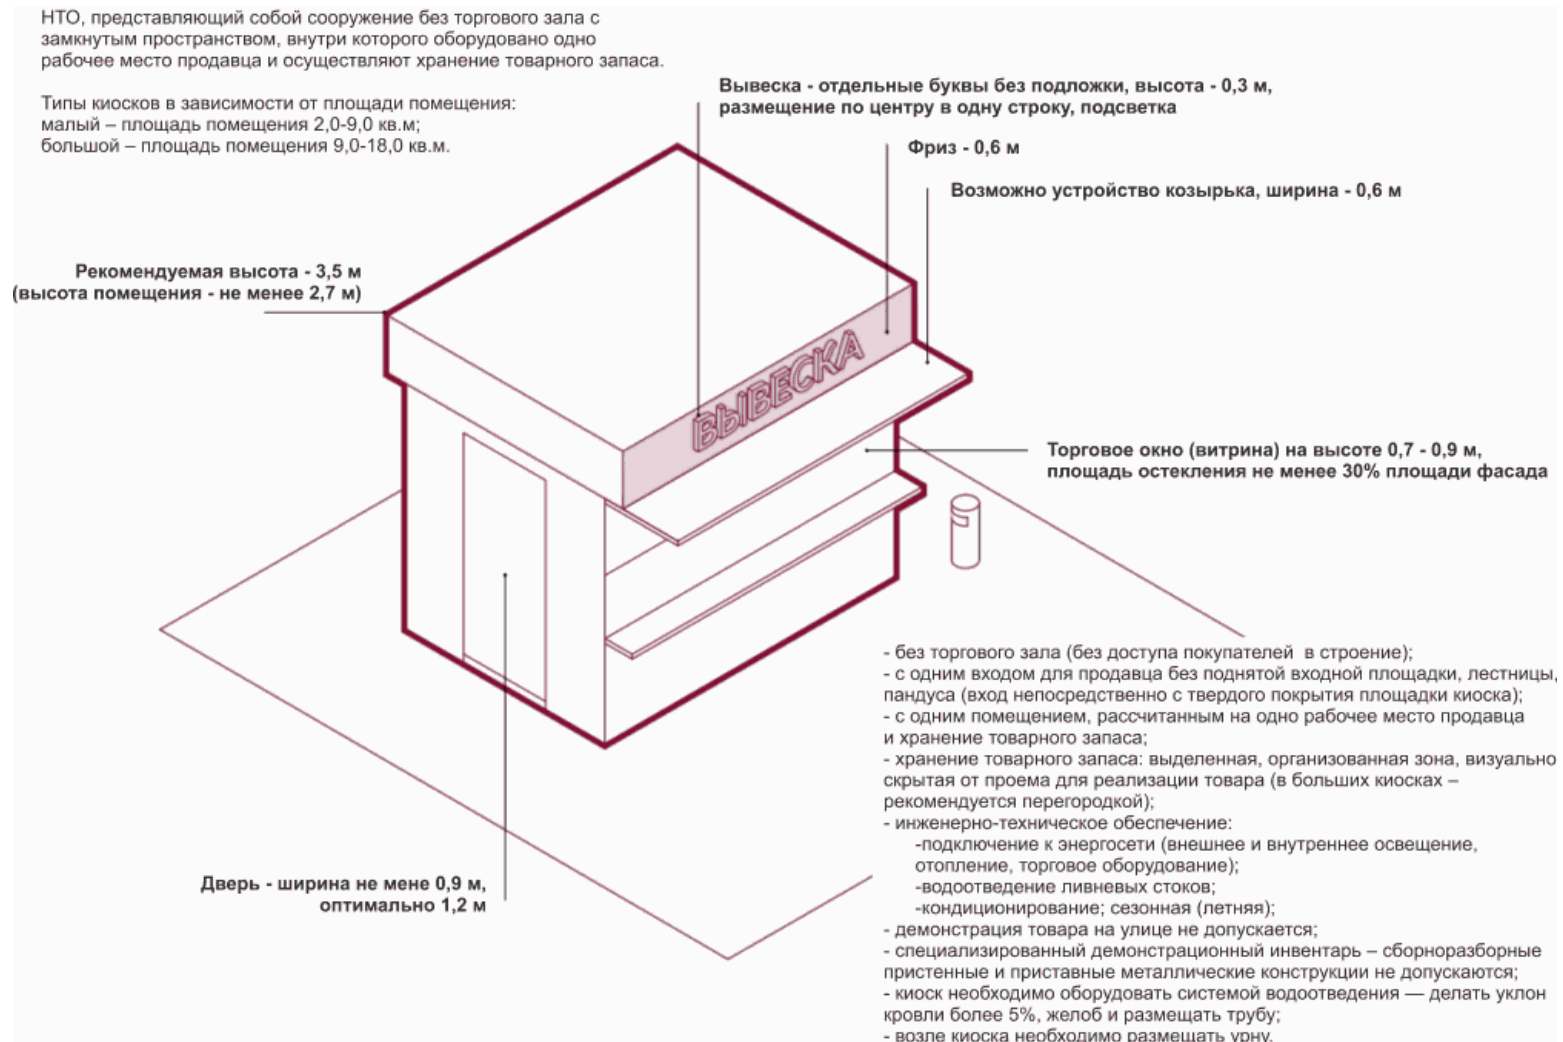 НТО, представляющий собой сооружение без торгового зала с
замкнутым пространством, внутри которого оборудовано одно
рабочее место продавца и осуществляют хранение товарного запаса.
Типы киосков в зависимости от площади помещения:
малый – площадь помещения 2,0-9,0 кв.м;
большой – площадь помещения 9,0-18,0 кв.м.
Вывеска - отдельные буквы без подложки, высота - 0,3 м,
размещение по центру в одну строку, подсветка
Фриз - 0,6 м
Возможно устройство козырька, ширина - 0,6 м
Рекомендуемая высота - 3,5 м
(высота помещения - не менее 2,7 м)
ВЫВЕСКА
Торговое окно (витрина) на высоте 0,7 - 0,9 м,
площадь остекления не менее 30% площади фасада
Дверь - ширина не мене 0,9 м,
оптимально 1,2 м
- без торгового зала (без доступа покупателей в строение);
- с одним входом для продавца без поднятой входной площадки, лестницы,
пандуса (вход непосредственно с твердого покрытия площадки киоска);
- с одним помещением, рассчитанным на одно рабочее место продавца
и хранение товарного запаса;
- хранение товарного запаса: выделенная, организованная зона, визуально
скрытая от проема для реализации товара (в больших киосках –
рекомендуется перегородкой);
- инженерно-техническое обеспечение:
-подключение к энергосети (внешнее и внутреннее освещение,
отопление, торговое оборудование);
-водоотведение ливневых стоков;
-кондиционирование; сезонная (летняя);
- демонстрация товара на улице не допускается;
- специализированный демонстрационный инвентарь – сборноразборные
пристенные и приставные металлические конструкции не допускаются;
- киоск необходимо оборудовать системой водоотведения — делать уклон
кровли более 5%, желоб и размещать трубу;
- возле киоска необходимо размещать урну.